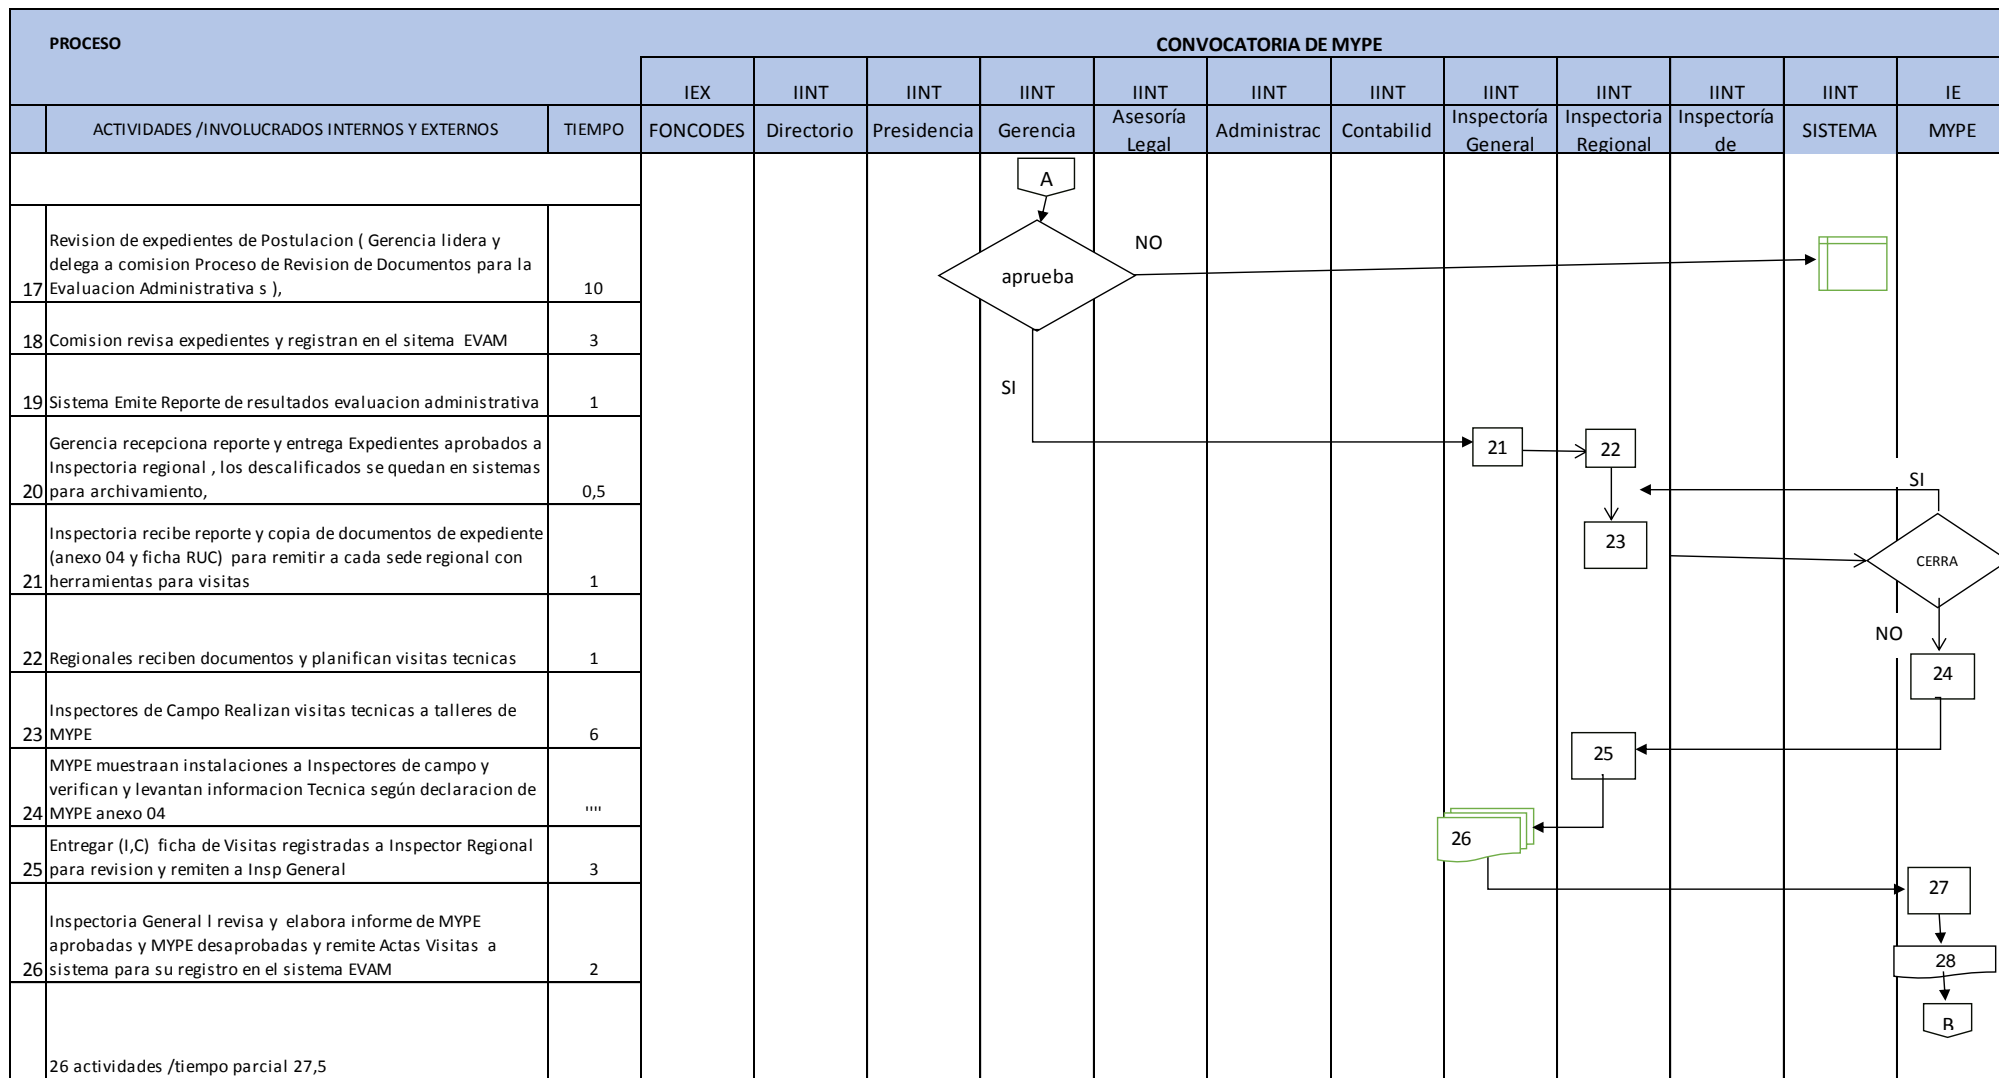 PROCESO
CONVOCATORIA DE MYPE
IEX IINT IINT IINT IINT IINT IINT IINT IINT IINT IINT IE
ACTIVIDADES /INVOLUCRADOS INTERNOS Y EXTERNOS TIEMPO FONCODES Directorio Presidencia Gerencia Asesoría Legal Administrac Contabilid Inspectoría General Inspectoria Regional Inspectoría de SISTEMA MYPE
A
Revision de expedientes de Postulacion ( Gerencia lidera y
delega a comision Proceso de Revision de Documentos para la
17 Evaluacion Administrativa s ), 10
aprueba
NO
18 Comision revisa expedientes y registran en el sitema EVAM 3
SI
19 Sistema Emite Reporte de resultados evaluacion administrativa 1
Gerencia recepciona reporte y entrega Expedientes aprobados a
Inspectoria regional , los descalificados se quedan en sistemas
20 para archivamiento, 0,5
21 22
SI
Inspectoria recibe reporte y copia de documentos de expediente
(anexo 04 y ficha RUC) para remitir a cada sede regional con
21 herramientas para visitas 1
23
CERRA
NO
22 Regionales reciben documentos y planifican visitas tecnicas 1
24
Inspectores de Campo Realizan visitas tecnicas a talleres de
23 MYPE 6
25
MYPE muestraan instalaciones a Inspectores de campo y
verifican y levantan informacion Tecnica según declaracion de
24 MYPE anexo 04 ''''
26
Entregar (I,C) ficha de Visitas registradas a Inspector Regional
25 para revision y remiten a Insp General 3
27
Inspectoria General l revisa y elabora informe de MYPE
aprobadas y MYPE desaprobadas y remite Actas Visitas a
26 sistema para su registro en el sistema EVAM 2
28
B
26 actividades /tiempo parcial 27,5